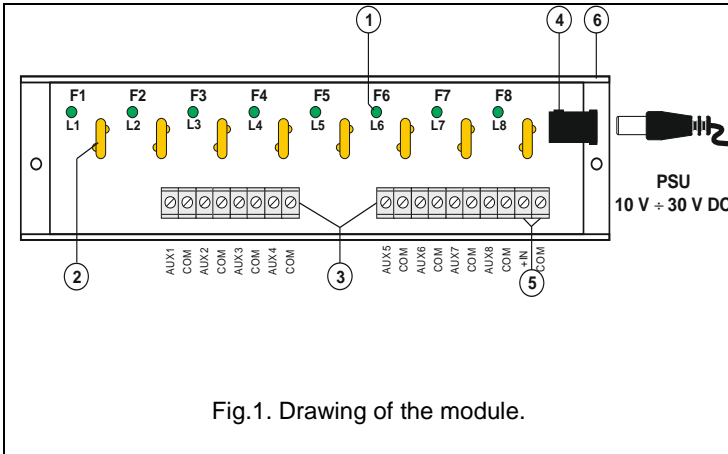 1 4 6
F1 F2 F3 F4 F5 F6 F7 F8
L1 L2 L3 L4 L5 L6 L7 L8
PSU
10 V ÷ 30 V DC
AUX1 COM AUX2 COM AUX3 COM AUX4 COM AUX5 COM AUX6 COM AUX7 COM AUX8 COM +IN COM
2 3 5
Fig.1. Drawing of the module.